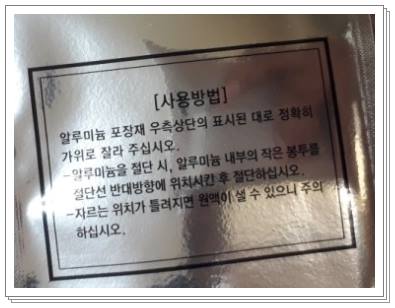 [사용방법]
알루미늄 포장재 우측상단의 표시된 대로 정확히
가위로 잘라 주십시오.
-알루미늄을 절단 시, 알루미늄 내부의 작은 봉투를
절단선 반대방향에 위치시킨 후 절단하십시오.
-자르는 위치가 틀려지면 원액이 샐 수 있으니 주의
하십시오.